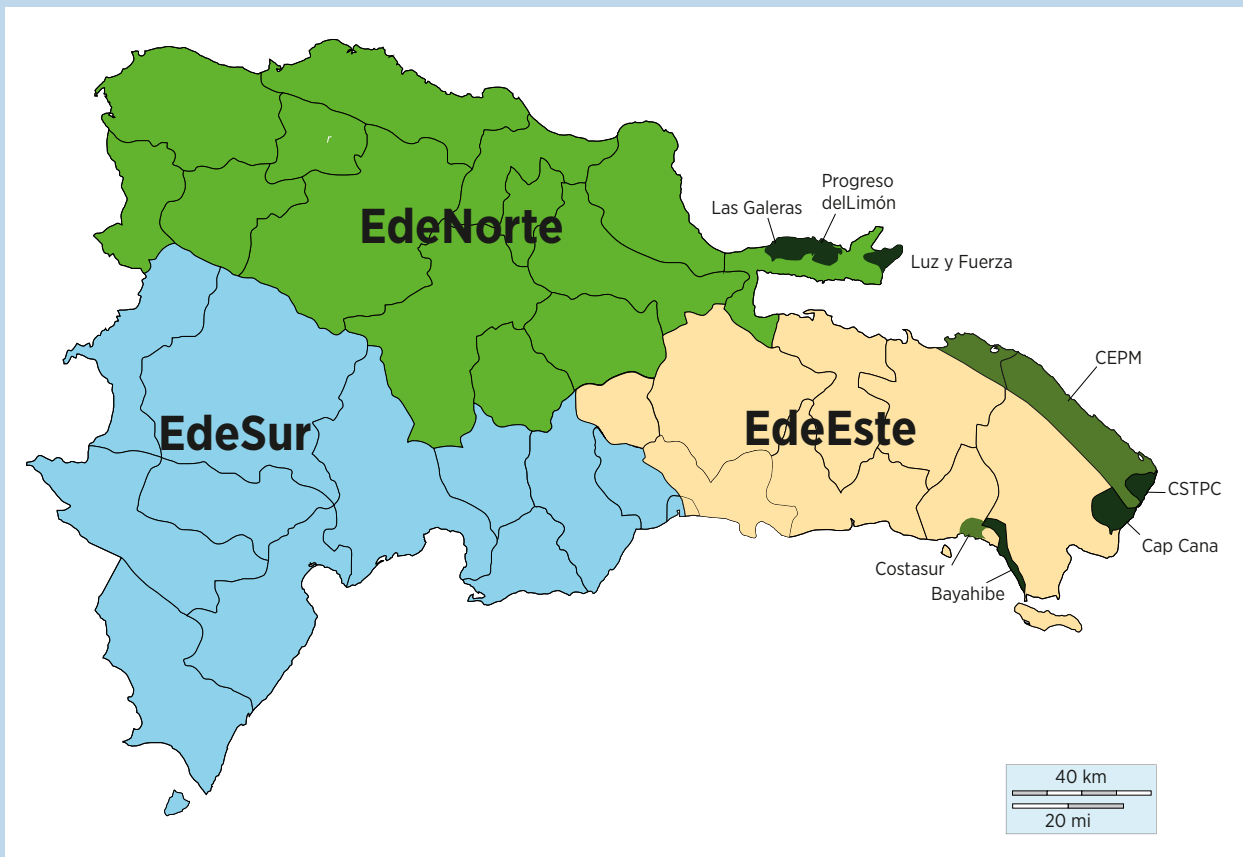 r
EdeNorte
Las Galeras
Progreso
delLimón
Luz y Fuerza
CEPM
EdeSur
EdeEste
CSTPC
Cap Cana
Costasur
Bayahibe
40 km
20 mi